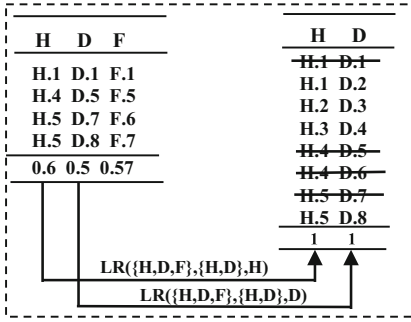 H D F
H.1 D.1 F.1
H.4 D.5 F.5
H.5 D.7 F.6
H.5 D.8 F.7
0.6 0.5 0.57
H D
H.1 D.1
H.1 D.2
H.2 D.3
H.3 D.4
H.4 D.5
H.4 D.6
H.5 D.7
H.5 D.8
1 1
LR({H,D,F},{H,D},H)
LR({H,D,F},{H,D},D)